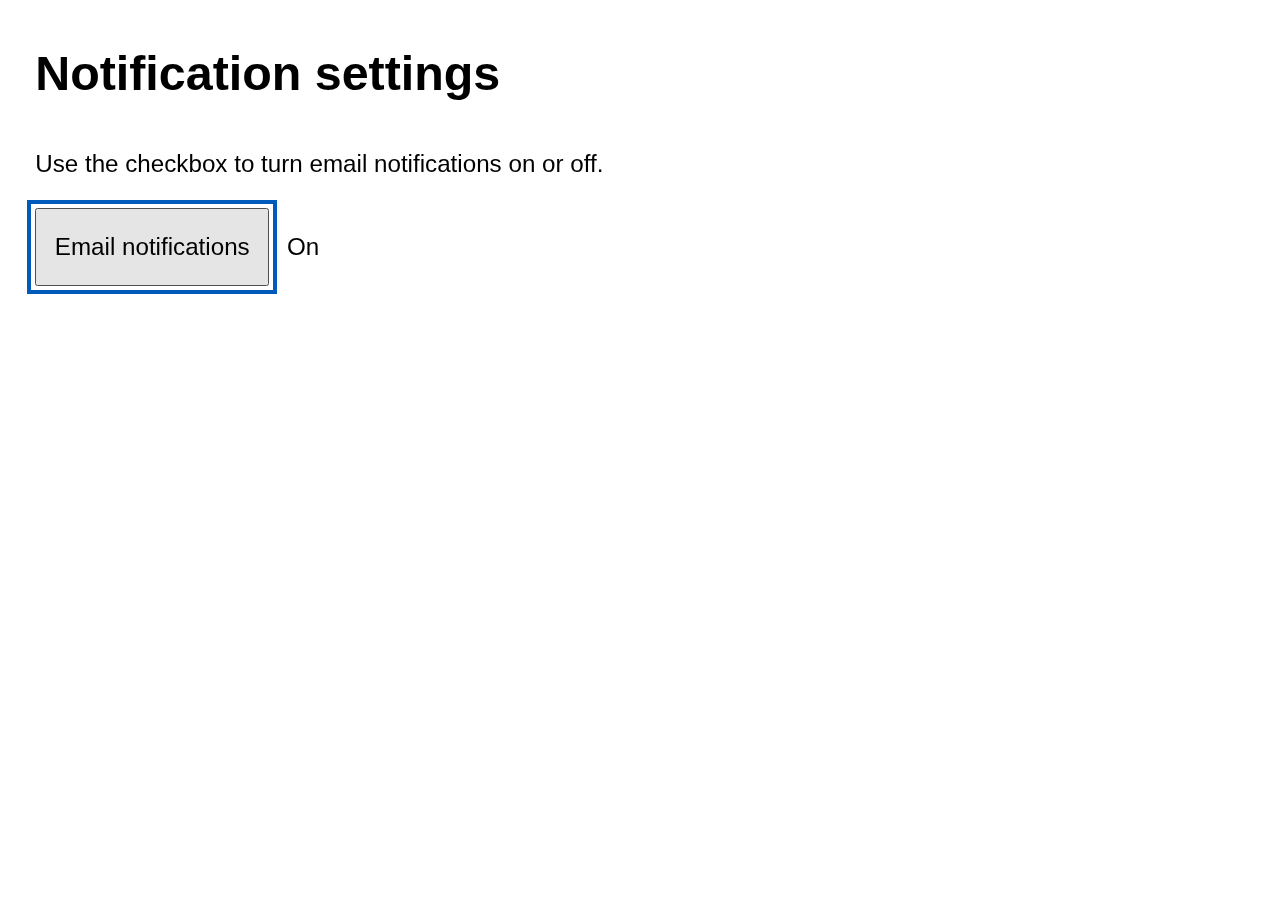 Notification settings
Use the checkbox to turn email notifications on or off.
Email notifications On